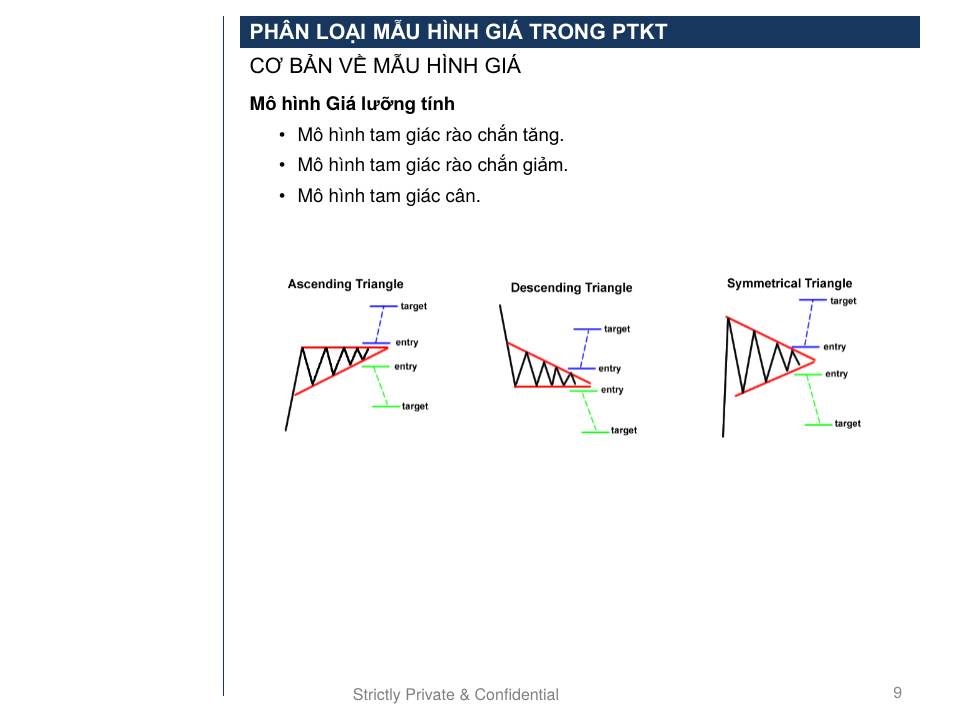 PHÂN LOẠI MẪU HÌNH GIÁ TRONG PTKT
CƠ BẢN VỀ MẪU HÌNH GIÁ
Mô hình Giá lưỡng tính
• Mô hình tam giác rào chắn tăng.
• Mô hình tam giác rào chắn giảm.
• Mô hình tam giác cân.
Ascending Triangle
target
entry
entry
target
Descending Triangle
target
entry
entry
target
Symmetrical Triangle
target
entry
entry
target
Strictly Private & Confidential
9